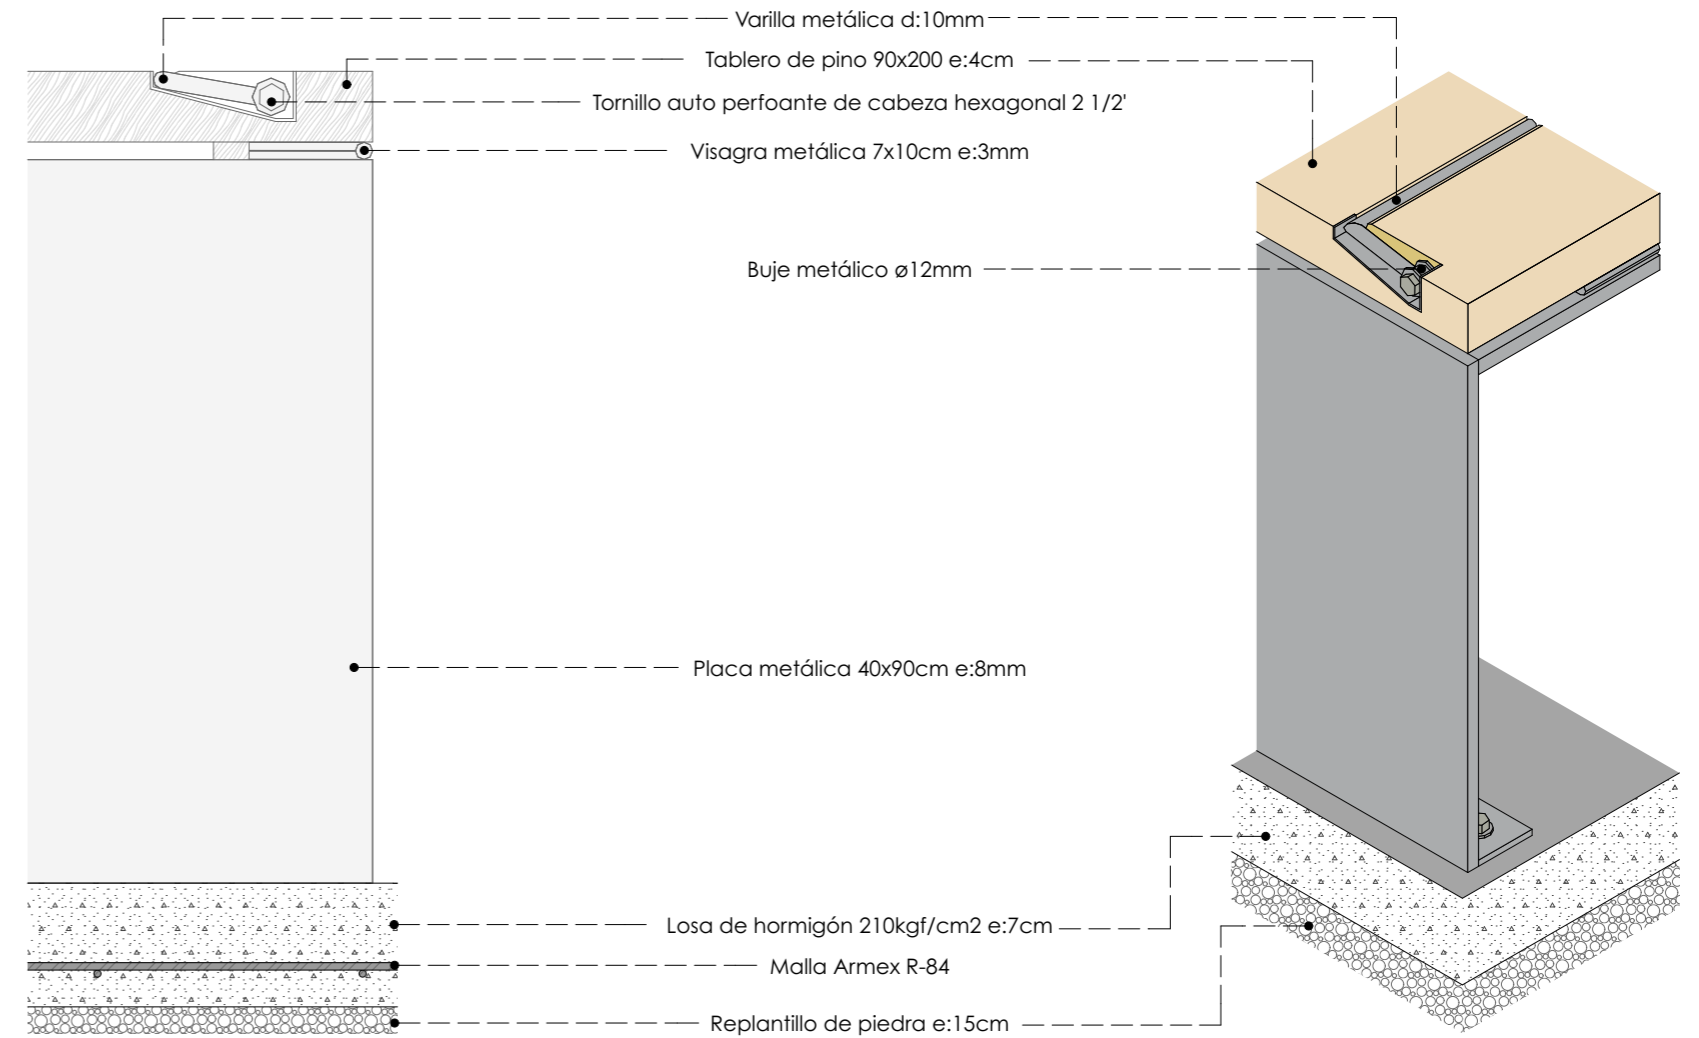 Varilla metálica d:10mm
Tablero de pino 90x200 e:4cm
Tornillo auto perfoante de cabeza hexagonal 2 1/2'
Visagra metálica 7x10cm e:3mm
Buje metálico ø12mm
Placa metálica 40x90cm e:8mm
Losa de hormigón 210kgf/cm2 e:7cm
Malla Armex R-84
Replantillo de piedra e:15cm